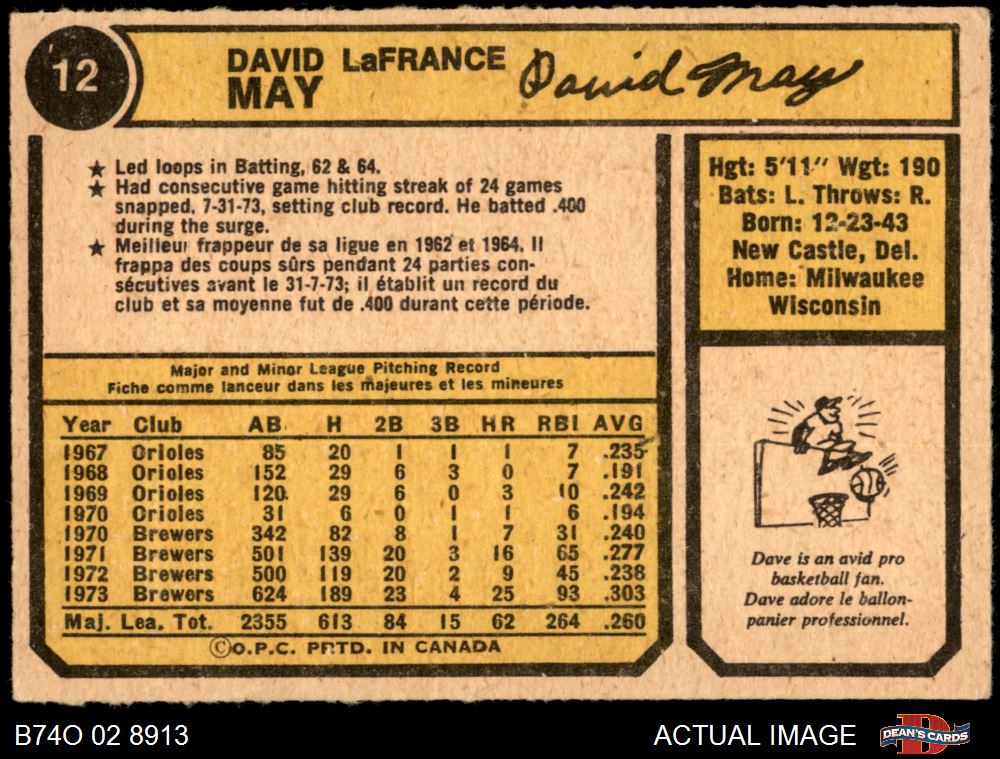 12
DAVID LaFRANCE
MAY
David May
★ Led loops in Batting, 62 & 64.
★ Had consecutive game hitting streak of 24 games
snapped, 7-31-73, setting club record. He batted .400
during the surge.
★ Meilleur frappeur de sa ligue en 1962 et 1964. Il
frappa des coups sûrs pendant 24 parties con-
sécutives avant le 31-7-73; il établit un record du
club et sa moyenne fut de .400 durant cette période.
Hgt: 5'11" Wgt: 190
Bats: L. Throws: R.
Born: 12-23-43
New Castle, Del.
Home: Milwaukee
Wisconsin
Major and Minor League Pitching Record
Fiche comme lanceur dans les majeures et les mineures
Year Club AB H 2B 3B HR RBI AVG
1967 Orioles 85 20 1 1 1 7 .235
1968 Orioles 152 29 6 3 0 7 .191
1969 Orioles 120 29 6 0 3 10 .242
1970 Orioles 31 6 0 1 1 6 .194
1970 Brewers 342 82 8 1 7 31 .240
1971 Brewers 501 139 20 3 16 65 .277
1972 Brewers 500 119 20 2 9 45 .238
1973 Brewers 624 189 23 4 25 93 .303
Maj. Lea. Tot. 2355 613 84 15 62 264 .260
©O.P.C. PRTD. IN CANADA
Dave is an avid pro
basketball fan.
Dave adore le ballon-
panier professionnel.
B74O 02 8913
ACTUAL IMAGE
D
DEAN'S CARDS